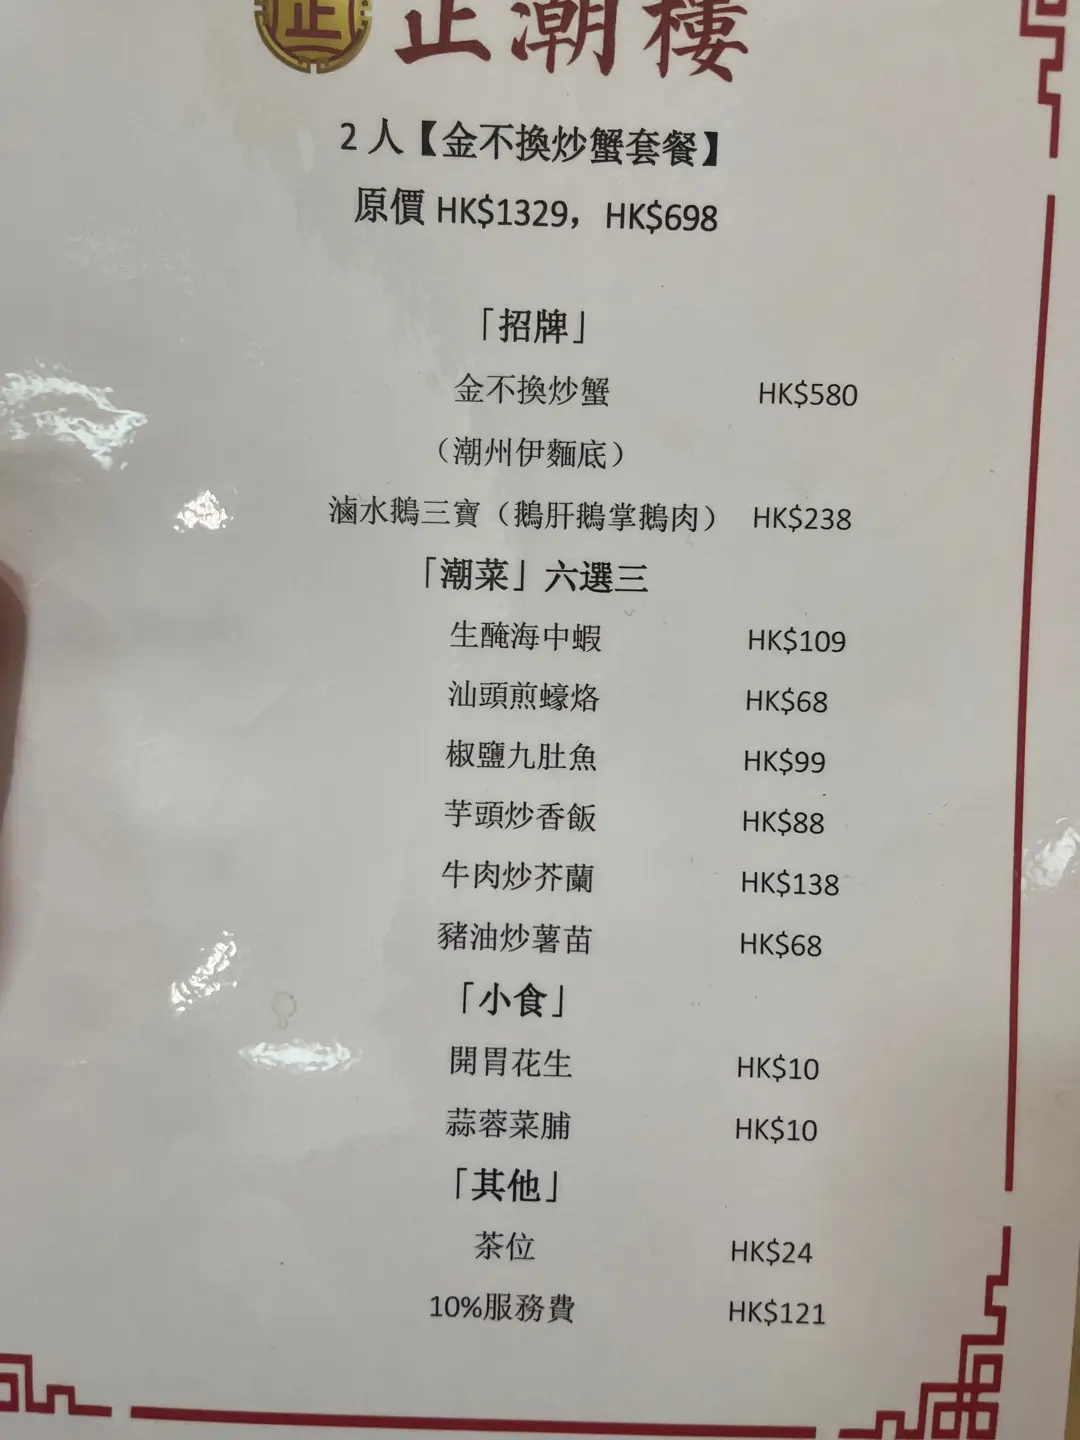 正
正潮樓
2 人【金不換炒蟹套餐】
原價 HK$1329，HK$698
「招牌」
金不換炒蟹 HK$580
（潮州伊麵底）
滷水鵝三寶（鵝肝鵝掌鵝肉） HK$238
「潮菜」六選三
生醃海中蝦 HK$109
汕頭煎蠔烙 HK$68
椒鹽九肚魚 HK$99
芋頭炒香飯 HK$88
牛肉炒芥蘭 HK$138
豬油炒薯苗 HK$68
「小食」
開胃花生 HK$10
蒜蓉菜脯 HK$10
「其他」
茶位 HK$24
10%服務費 HK$121